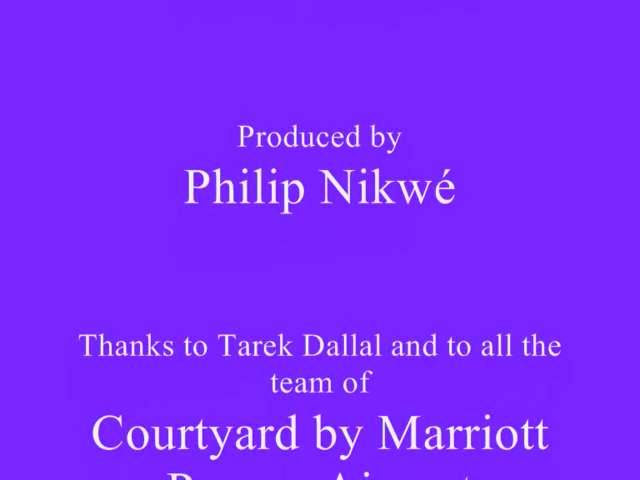 Produced by
Philip Nikwé
Thanks to Tarek Dallal and to all the
team of
Courtyard by Marriott